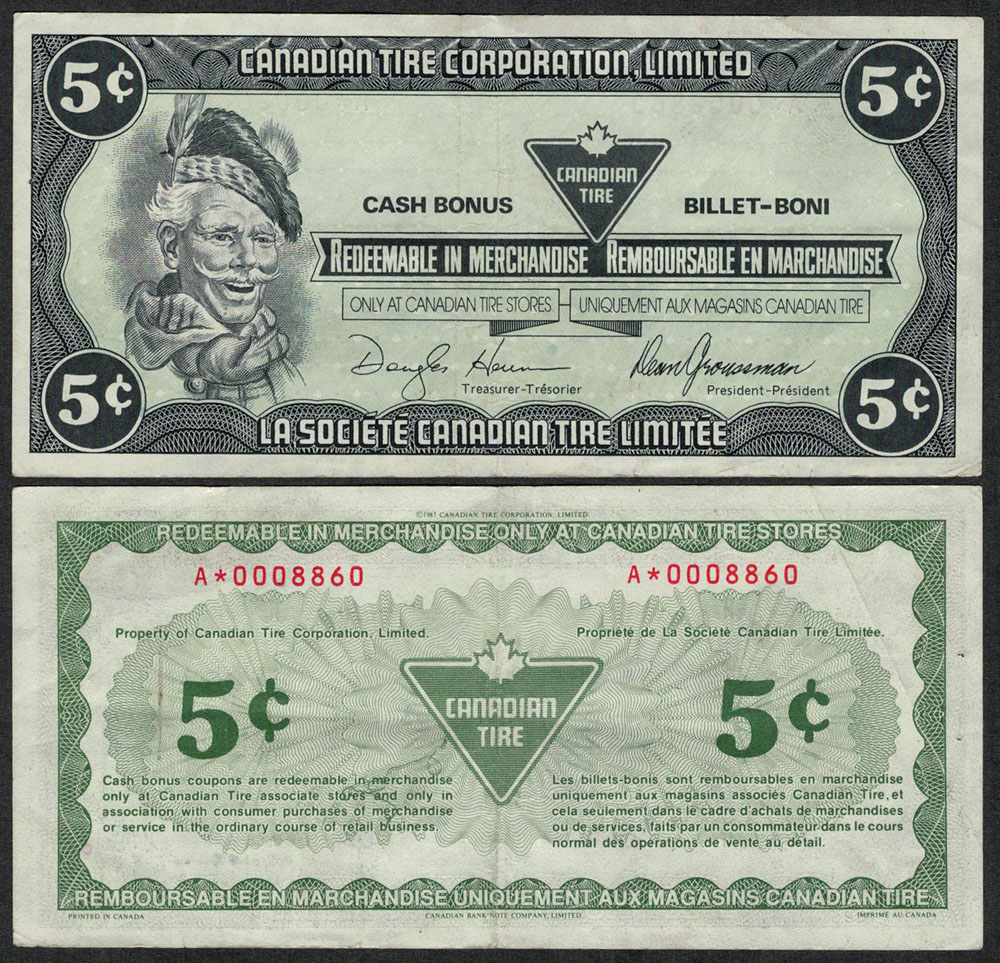 5¢
CANADIAN TIRE CORPORATION, LIMITED
5¢
CANADIAN
TIRE
CASH BONUS
BILLET-BONI
REDEEMABLE IN MERCHANDISE REMBOURSABLE EN MARCHANDISE
ONLY AT CANADIAN TIRE STORES
UNIQUEMENT AUX MAGASINS CANADIAN TIRE
Dean Groussman
Treasurer-Trésorier
President-Président
5¢
LA SOCIÉTÉ CANADIAN TIRE LIMITÉE
5¢
©1987 CANADIAN TIRE CORPORATION, LIMITED.
REDEEMABLE IN MERCHANDISE ONLY AT CANADIAN TIRE STORES
A*0008860
A*0008860
Property of Canadian Tire Corporation, Limited.
Propriété de La Société Canadian Tire Limitée.
5¢
CANADIAN
TIRE
5¢
Cash bonus coupons are redeemable in merchandise
only at Canadian Tire associate stores and only in
association with consumer purchases of merchandise
or service in the ordinary course of retail business.
Les billets-bonis sont remboursables en marchandise
uniquement aux magasins associés Canadian Tire, et
cela seulement dans le cadre d'achats de marchandises
ou de services, faits par un consommateur dans le cours
normal des opérations de vente au détail.
REMBOURSABLE EN MARCHANDISE UNIQUEMENT AUX MAGASINS CANADIAN TIRE
PRINTED IN CANADA
CANADIAN BANK NOTE COMPANY, LIMITED.
IMPRIMÉ AU CANADA